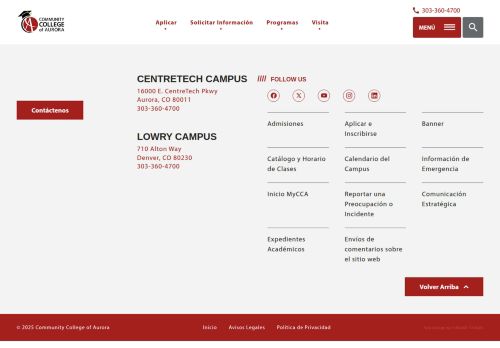 303-360-4700
COMMUNITY
COLLEGE
of AURORA
Aplicar
Solicitar Información
Programas
Visita
MENÚ
CENTRETECH CAMPUS
16000 E. CentreTech Pkwy
Aurora, CO 80011
303-360-4700
LOWRY CAMPUS
710 Alton Way
Denver, CO 80230
303-360-4700
Contáctenos
//// FOLLOW US
Admisiones
Aplicar e
Inscribirse
Banner
Catálogo y Horario
de Clases
Calendario del
Campus
Información de
Emergencia
Inicio MyCCA
Reportar una
Preocupación o
Incidente
Comunicación
Estratégica
Expedientes
Académicos
Envíos de
comentarios sobre
el sitio web
Volver Arriba
© 2025 Community College of Aurora
Inicio
Avisos Legales
Política de Privacidad